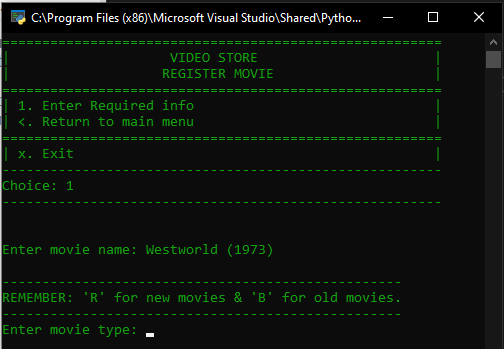 C:\Program Files (x86)\Microsoft Visual Studio\Shared\Pytho...
=======================================================
| VIDEO STORE |
| REGISTER MOVIE |
=======================================================
| 1. Enter Required info |
| <. Return to main menu |
=======================================================
| x. Exit |
-------------------------------------------------------
Choice: 1
-------------------------------------------------------
Enter movie name: Westworld (1973)
--------------------------------------------------
REMEMBER: 'R' for new movies & 'B' for old movies.
--------------------------------------------------
Enter movie type: